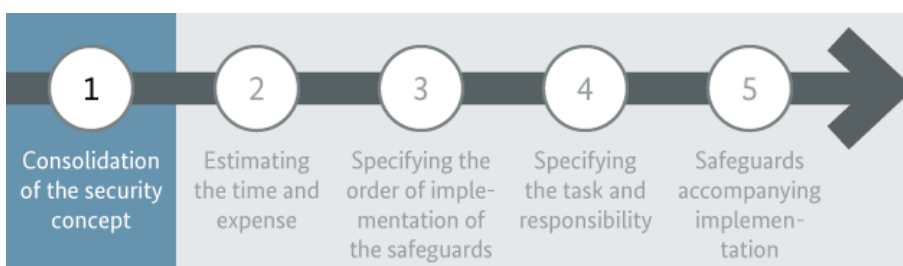 1
2
3
4
5
Consolidation
of the security
concept
Estimating
the time and
expense
Specifying the
order of imple-
mentation of
the safeguards
Specifying
the task and
responsibility
Safeguards
accompanying
implemen-
tation